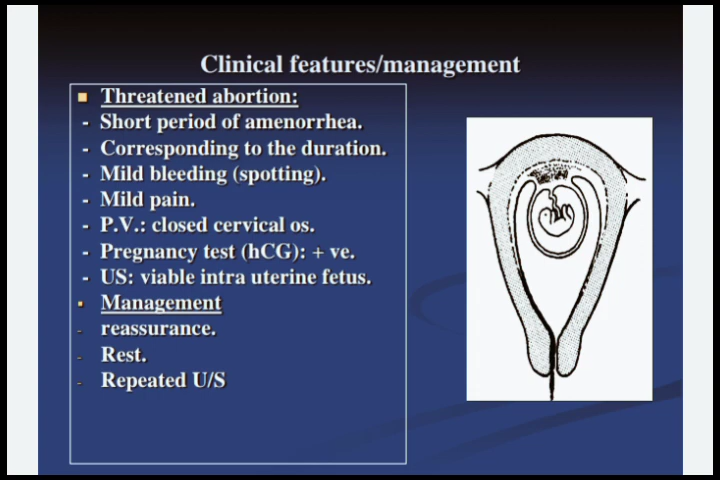 Clinical features/management
■ Threatened abortion:
- Short period of amenorrhea.
- Corresponding to the duration.
- Mild bleeding (spotting).
- Mild pain.
- P.V.: closed cervical os.
- Pregnancy test (hCG): + ve.
- US: viable intra uterine fetus.
▪ Management
- reassurance.
- Rest.
- Repeated U/S